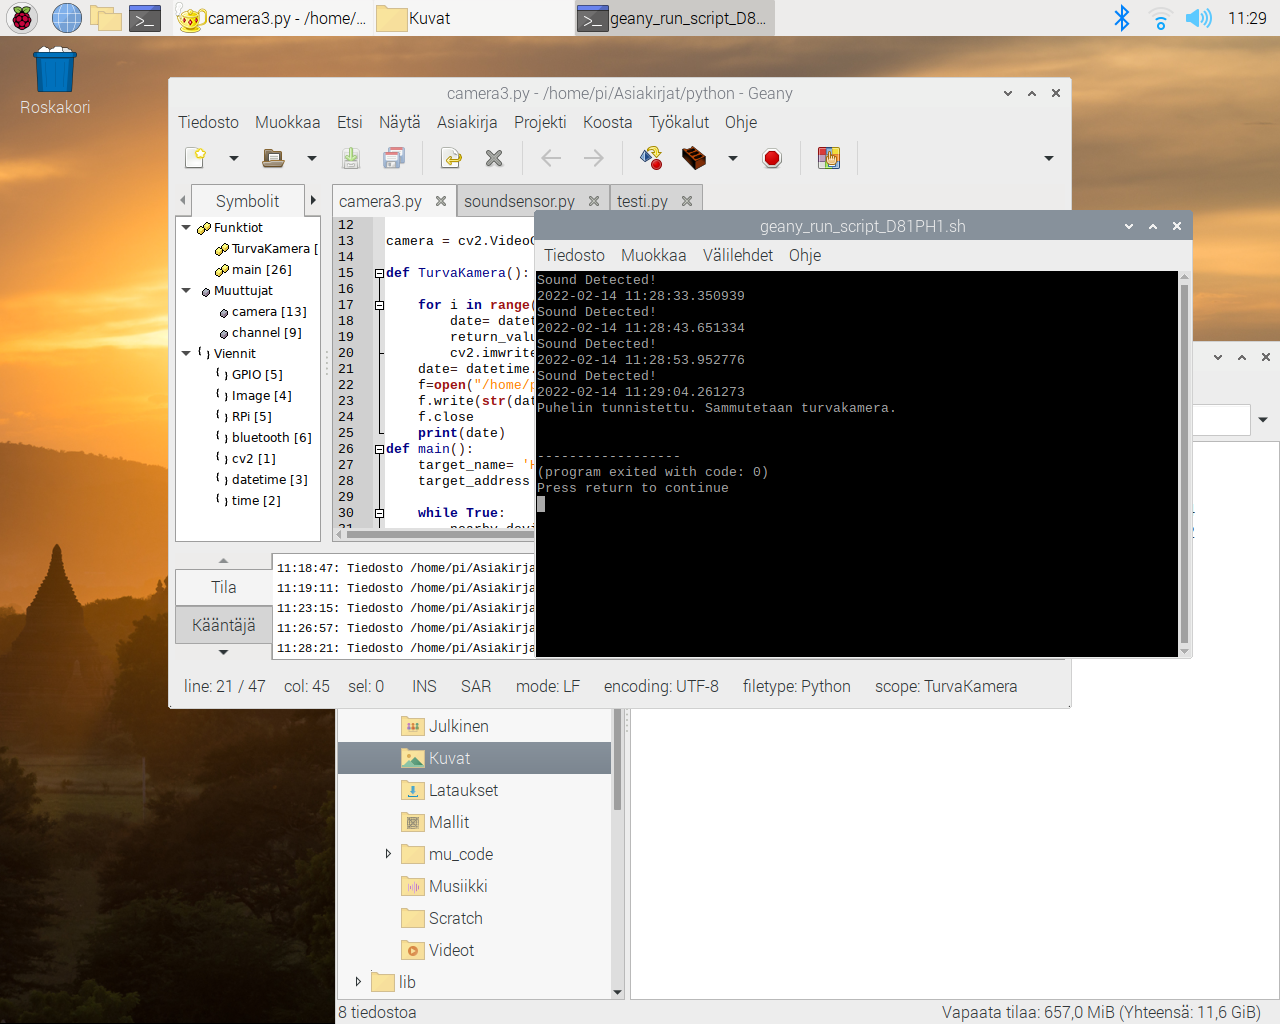 camera3.py - /home/...
Kuvat
geany_run_script_D8...
11:29
Roskakori
camera3.py - /home/pi/Asiakirjat/python - Geany
Tiedosto Muokkaa Etsi Näytä Asiakirja Projekti Koosta Työkalut Ohje
Symbolit
camera3.py
soundsensor.py
testi.py
Funktiot
TurvaKamera [
main [26]
Muuttujat
camera [13]
channel [9]
Viennit
GPIO [5]
Image [4]
RPi [5]
bluetooth [6]
cv2 [1]
datetime [3]
time [2]
12
13 camera = cv2.Video
14
15 def TurvaKamera():
16
17 for i in range(
18 date= datet
19 return_valu
20 cv2.imwrite
21 date= datetime.
22 f=open("/home/p
23 f.write(str(dat
24 f.close
25 print(date)
26 def main():
27 target_name= '
28 target_address
29
30 while True:
geany_run_script_D81PH1.sh
Tiedosto Muokkaa Välilehdet Ohje
Sound Detected!
2022-02-14 11:28:33.350939
Sound Detected!
2022-02-14 11:28:43.651334
Sound Detected!
2022-02-14 11:28:53.952776
Sound Detected!
2022-02-14 11:29:04.261273
Puhelin tunnistettu. Sammutetaan turvakamera.
------------------
(program exited with code: 0)
Press return to continue
Tila
Kääntäjä
11:18:47: Tiedosto /home/pi/Asiakirja
11:19:11: Tiedosto /home/pi/Asiakirja
11:23:15: Tiedosto /home/pi/Asiakirja
11:26:57: Tiedosto /home/pi/Asiakirja
11:28:21: Tiedosto /home/pi/Asiakirja
line: 21 / 47 col: 45 sel: 0 INS SAR mode: LF encoding: UTF-8 filetype: Python scope: TurvaKamera
Julkinen
Kuvat
Lataukset
Mallit
mu_code
Musiikki
Scratch
Videot
lib
8 tiedostoa
Vapaata tilaa: 657,0 MiB (Yhteensä: 11,6 GiB)